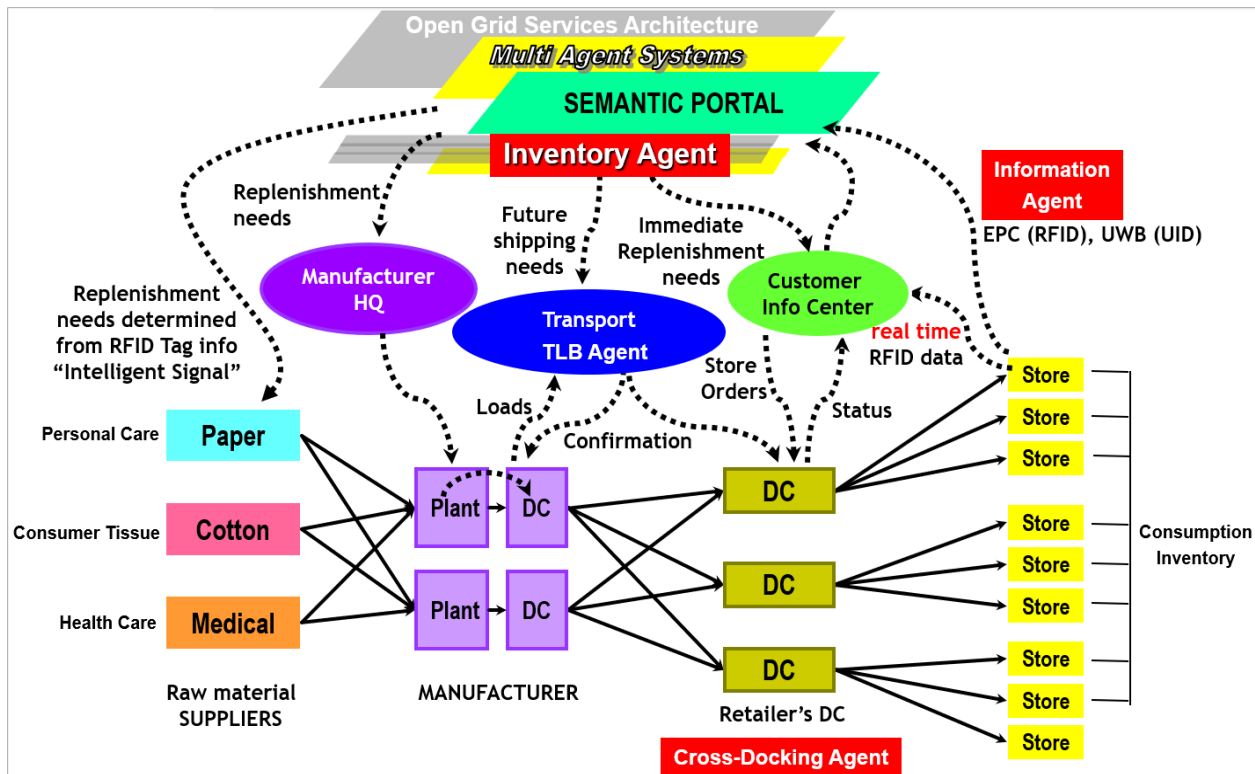 Open Grid Services Architecture
Multi Agent Systems
SEMANTIC PORTAL
Inventory Agent
Information
Agent
EPC (RFID), UWB (UID)
Replenishment
needs
Future
shipping
needs
Immediate
Replenishment
needs
Manufacturer
HQ
Customer
Info Center
Replenishment
needs determined
from RFID Tag info
“Intelligent Signal”
Transport
TLB Agent
real time
RFID data
Store
Orders
Loads
Confirmation
Status
Personal Care
Paper
Consumer Tissue
Cotton
Health Care
Medical
Plant
DC
Plant
DC
DC
DC
DC
Store
Store
Store
Store
Store
Store
Store
Store
Store
Consumption
Inventory
Raw material
SUPPLIERS
MANUFACTURER
Retailer’s DC
Cross-Docking Agent